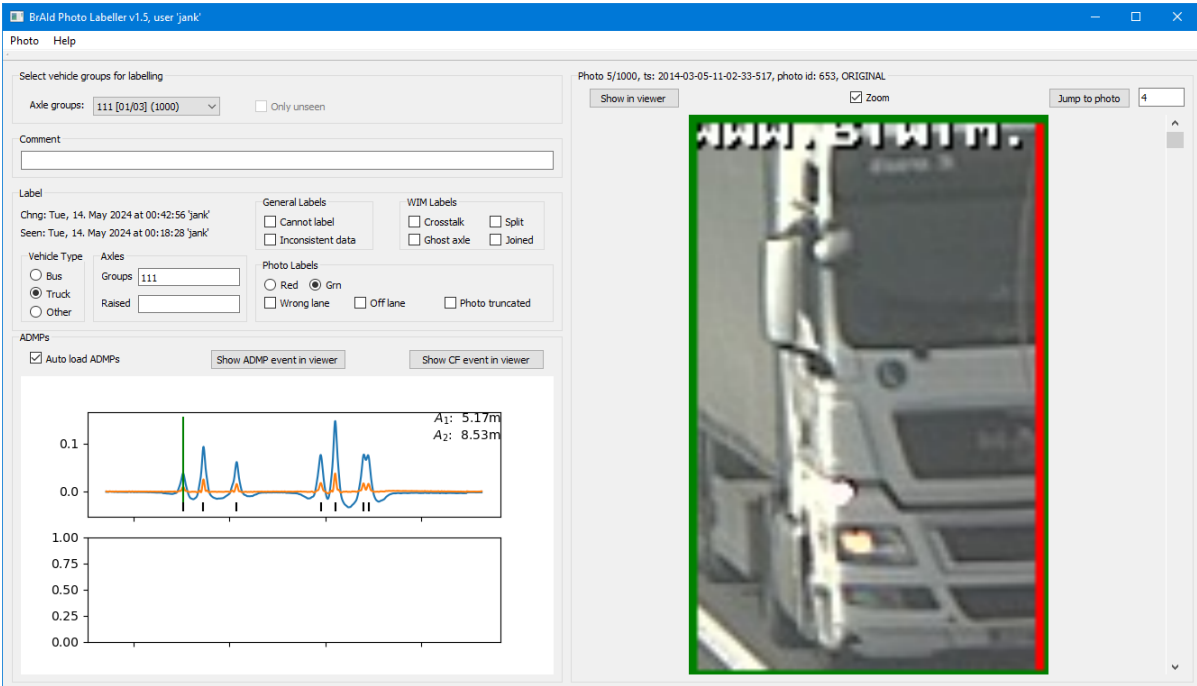 BrAId Photo Labeller v1.5, user 'jank'
Photo Help
Select vehicle groups for labelling
Axle groups: 111 [01/03] (1000) Only unseen
Comment
Label
Chng: Tue, 14. May 2024 at 00:42:56 'jank'
Seen: Tue, 14. May 2024 at 00:18:28 'jank'
General Labels
Cannot label
Inconsistent data
WIM Labels
Crosstalk Split
Ghost axle Joined
Vehicle Type
Bus
Truck
Other
Axles
Groups 111
Raised
Photo Labels
Red Grn
Wrong lane Off lane Photo truncated
ADMPs
Auto load ADMPs Show ADMP event in viewer Show CF event in viewer
A1: 5.17m
A2: 8.53m
0.1
0.0
1.00
0.75
0.50
0.25
0.00
Photo 5/1000, ts: 2014-03-05-11-02-33-517, photo id: 653, ORIGINAL
Show in viewer Zoom Jump to photo 4
www.siwim.